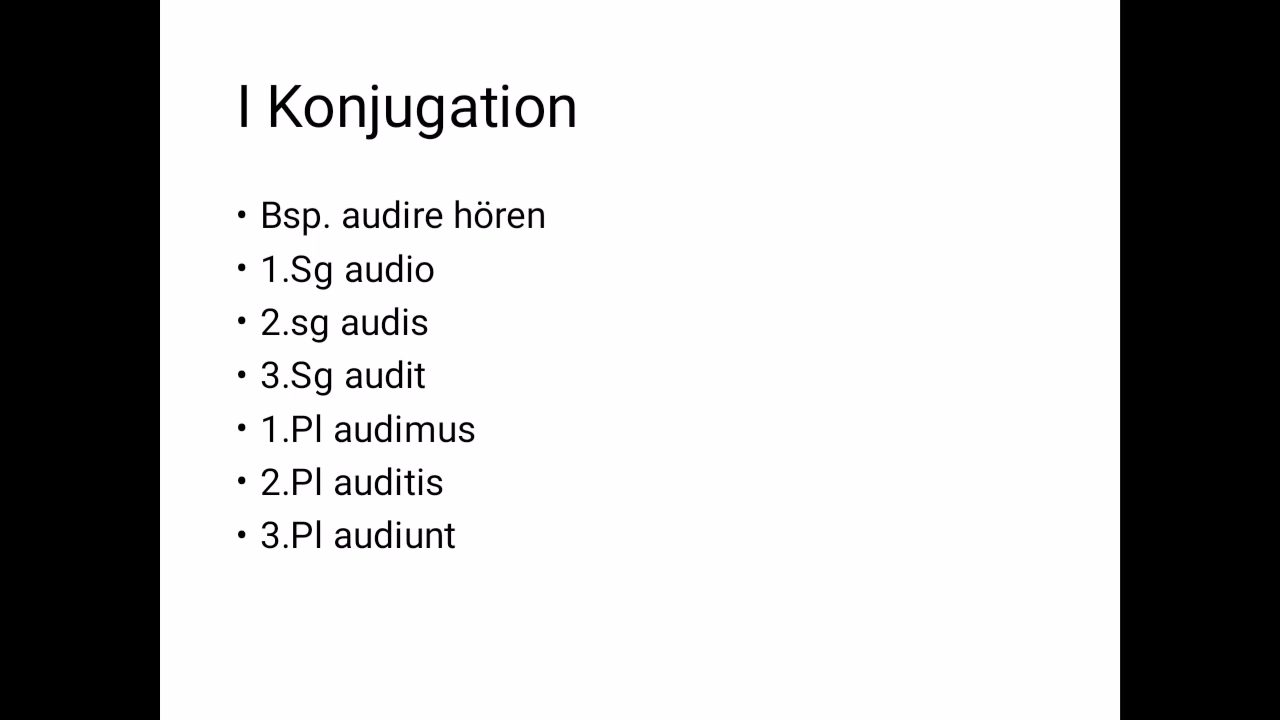 I Konjugation
• Bsp. audire hören
• 1.Sg audio
• 2.sg audis
• 3.Sg audit
• 1.Pl audimus
• 2.Pl auditis
• 3.Pl audiunt